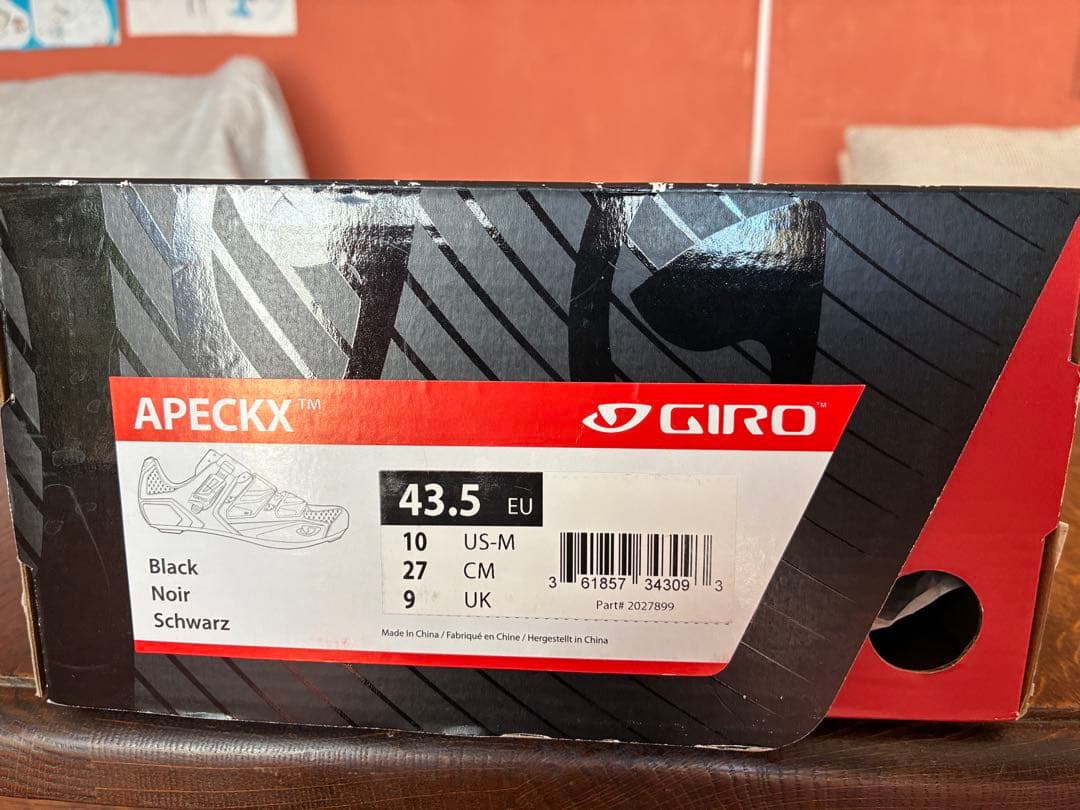 APECKX™
GIRO™
43.5 EU
10 US-M
27 CM
9 UK
Black
Noir
Schwarz
3 61857 34309 3
Part# 2027899
Made In China / Fabriqué en Chine / Hergestellt in China